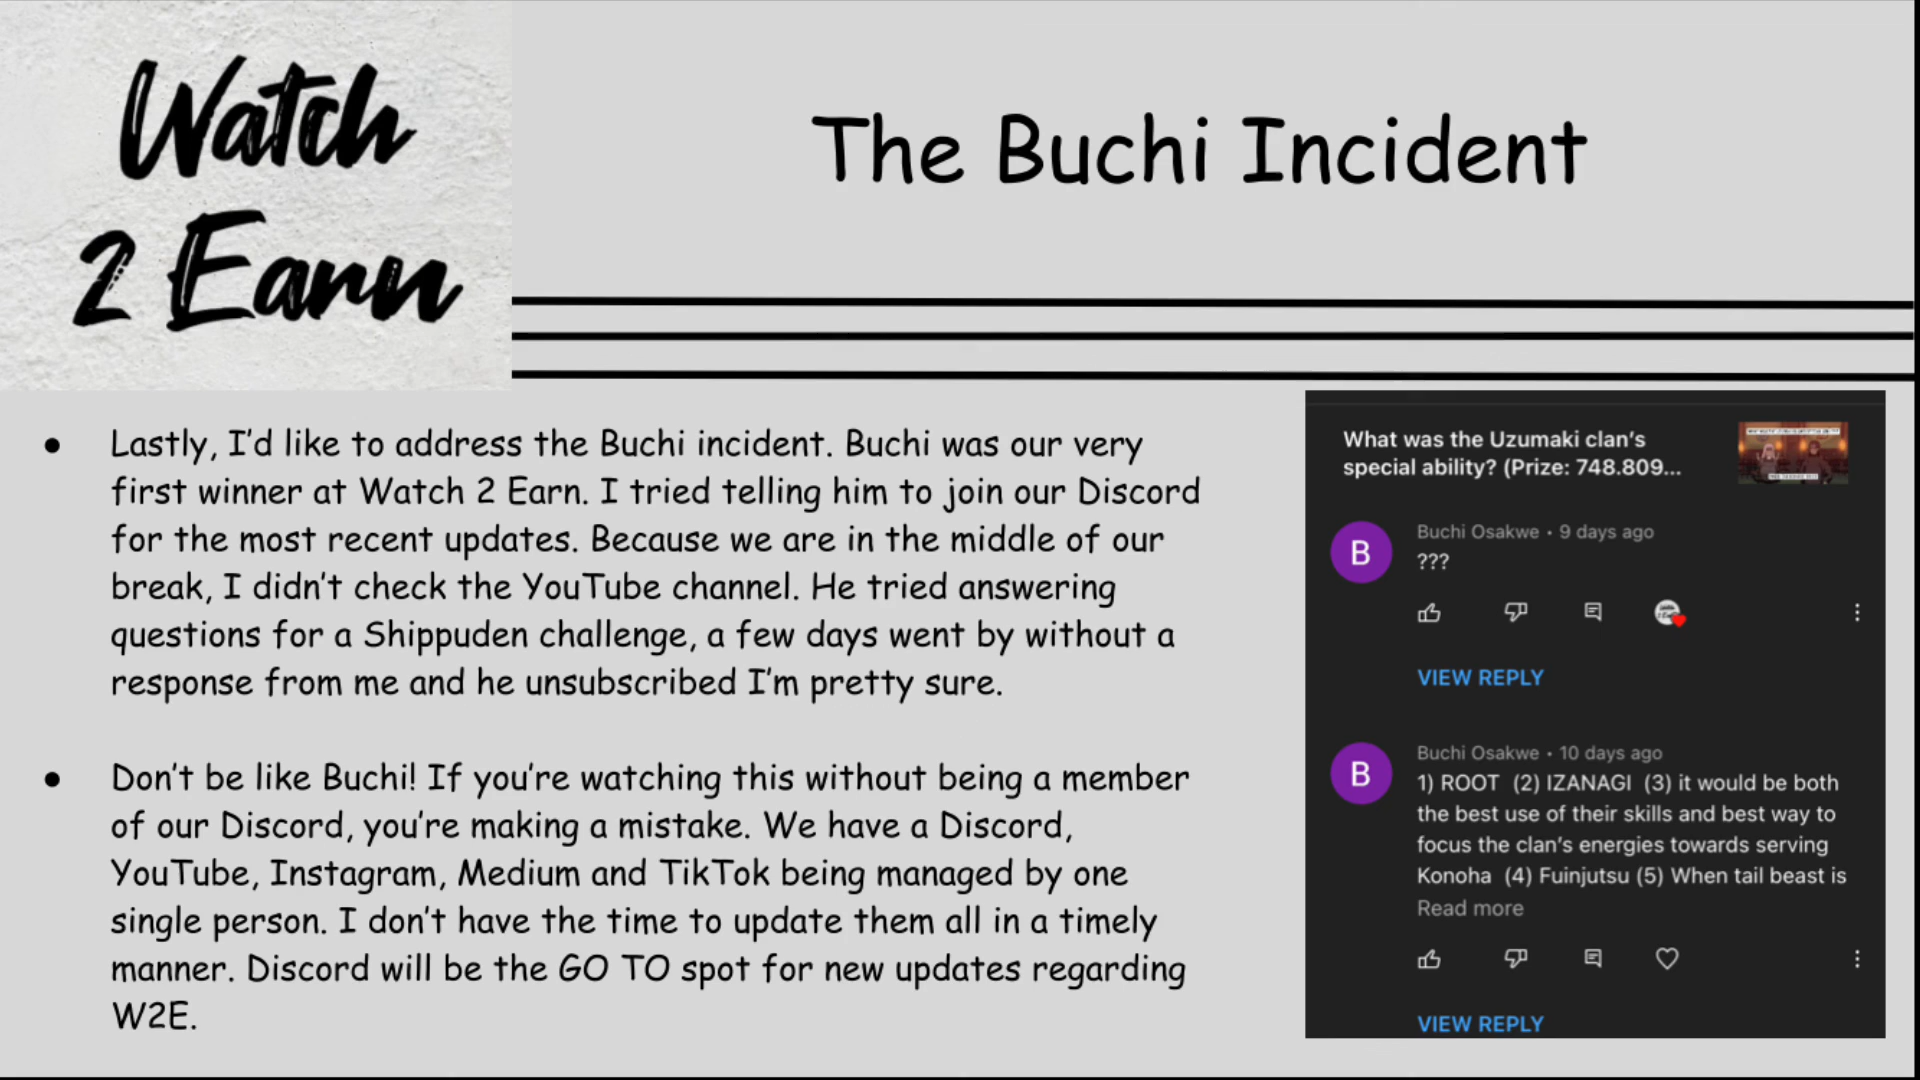 Watch
2 Earn
The Buchi Incident
● Lastly, I'd like to address the Buchi incident. Buchi was our very
first winner at Watch 2 Earn. I tried telling him to join our Discord
for the most recent updates. Because we are in the middle of our
break, I didn't check the YouTube channel. He tried answering
questions for a Shippuden challenge, a few days went by without a
response from me and he unsubscribed I'm pretty sure.
● Don't be like Buchi! If you're watching this without being a member
of our Discord, you're making a mistake. We have a Discord,
YouTube, Instagram, Medium and TikTok being managed by one
single person. I don't have the time to update them all in a timely
manner. Discord will be the GO TO spot for new updates regarding
W2E.
What was the Uzumaki clan's
special ability? (Prize: 748.809...
B
Buchi Osakwe • 9 days ago
???
VIEW REPLY
B
Buchi Osakwe • 10 days ago
1) ROOT (2) IZANAGI (3) it would be both
the best use of their skills and best way to
focus the clan's energies towards serving
Konoha (4) Fuinjutsu (5) When tail beast is
Read more
VIEW REPLY